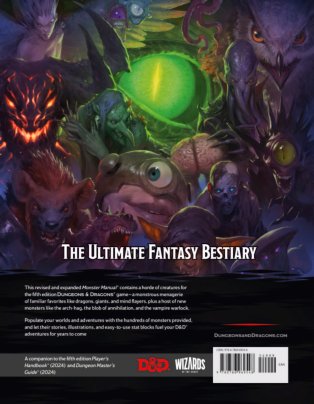 THE ULTIMATE FANTASY BESTIARY
This revised and expanded Monster Manual® contains a horde of creatures for
the fifth edition DUNGEONS & DRAGONS® game—a monstrous menagerie
of familiar favorites like dragons, giants, and mind flayers, plus a host of new
monsters like the arch-hag, the blob of annihilation, and the vampire warlock.
Populate your worlds and adventures with the hundreds of monsters provided,
and let their stories, illustrations, and easy-to-use stat blocks fuel your D&D®
adventures for years to come.
DUNGEONSANDDRAGONS.COM
A companion to the fifth edition Player's
Handbook® (2024) and Dungeon Master's
Guide® (2024)
D&D
WIZARDS
OF THE COAST